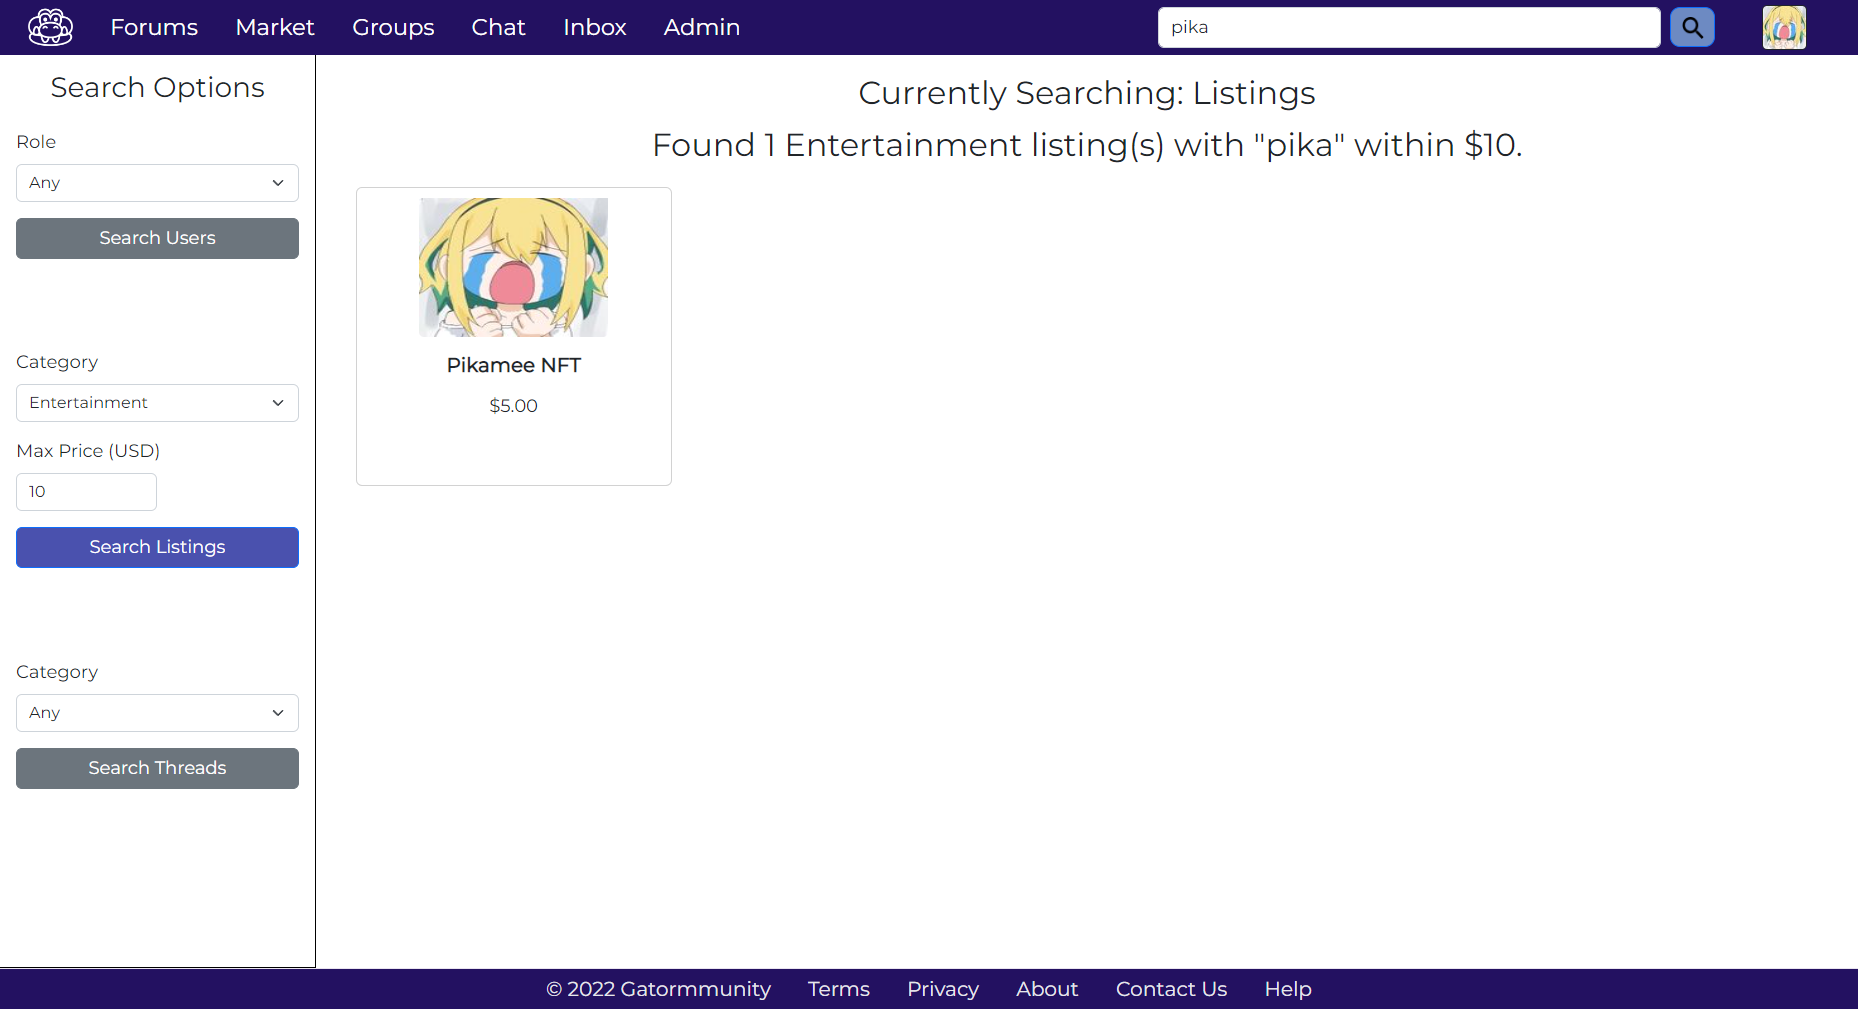 Forums Market Groups Chat Inbox Admin pika
Search Options
Role
Any
Search Users
Category
Entertainment
Max Price (USD)
10
Search Listings
Category
Any
Search Threads
Currently Searching: Listings
Found 1 Entertainment listing(s) with "pika" within $10.
Pikamee NFT
$5.00
© 2022 Gatormmunity Terms Privacy About Contact Us Help